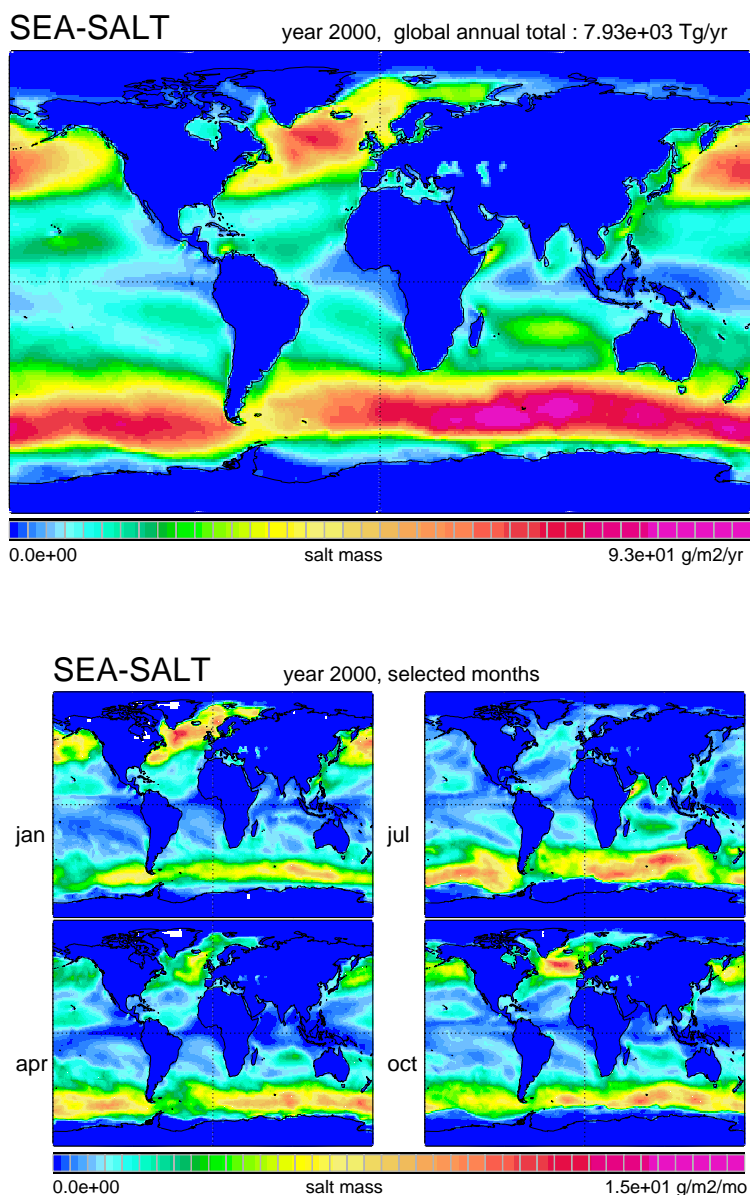 SEA-SALT year 2000, global annual total : 7.93e+03 Tg/yr
0.0e+00 salt mass 9.3e+01 g/m2/yr
SEA-SALT year 2000, selected months
jan jul
apr oct
0.0e+00 salt mass 1.5e+01 g/m2/mo